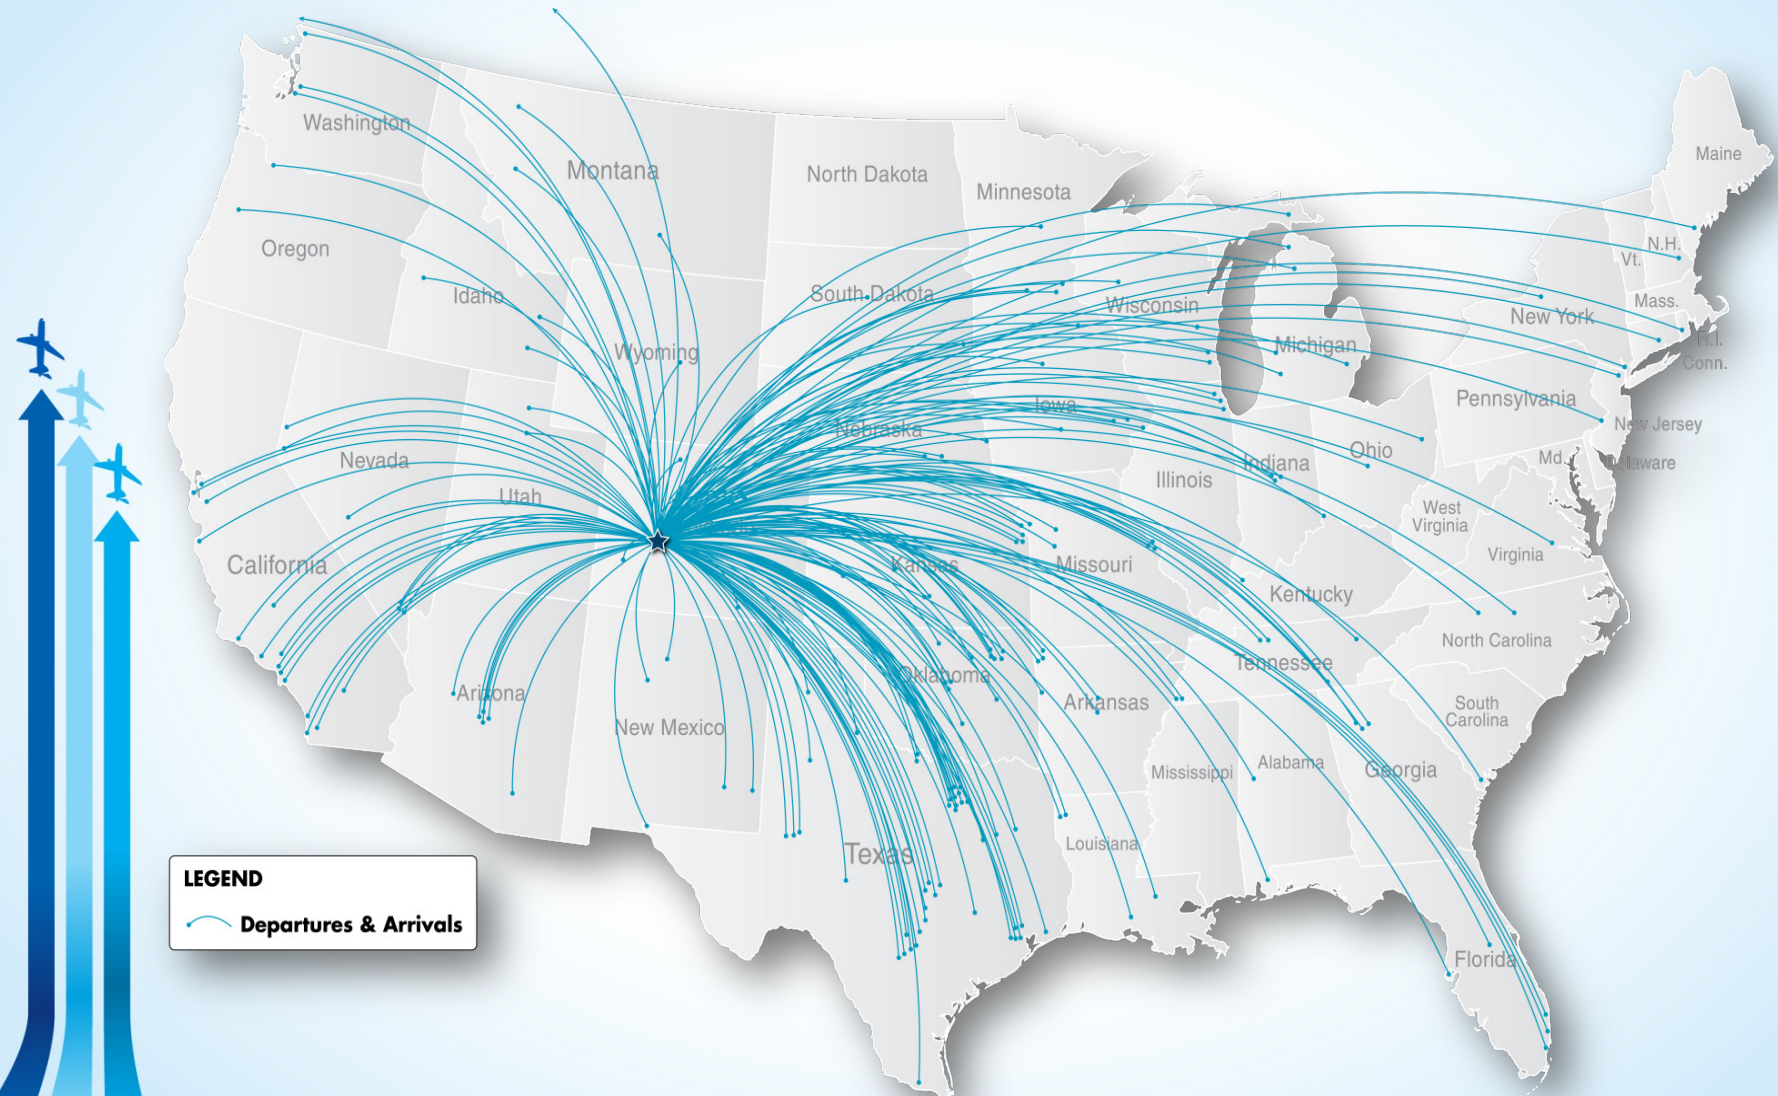 Washington
Montana
North Dakota
Minnesota
Maine
Oregon
Idaho
South Dakota
Wisconsin
N.H.
Vt.
Mass.
New York
R.I.
Conn.
Wyoming
Michigan
Iowa
Pennsylvania
New Jersey
Nebraska
Nevada
Utah
Illinois
Indiana
Ohio
Md.
Delaware
West
Virginia
Virginia
California
Kansas
Missouri
Kentucky
North Carolina
Arizona
New Mexico
Oklahoma
Arkansas
Tennessee
South
Carolina
Mississippi
Alabama
Georgia
Texas
Louisiana
Florida
LEGEND
Departures & Arrivals